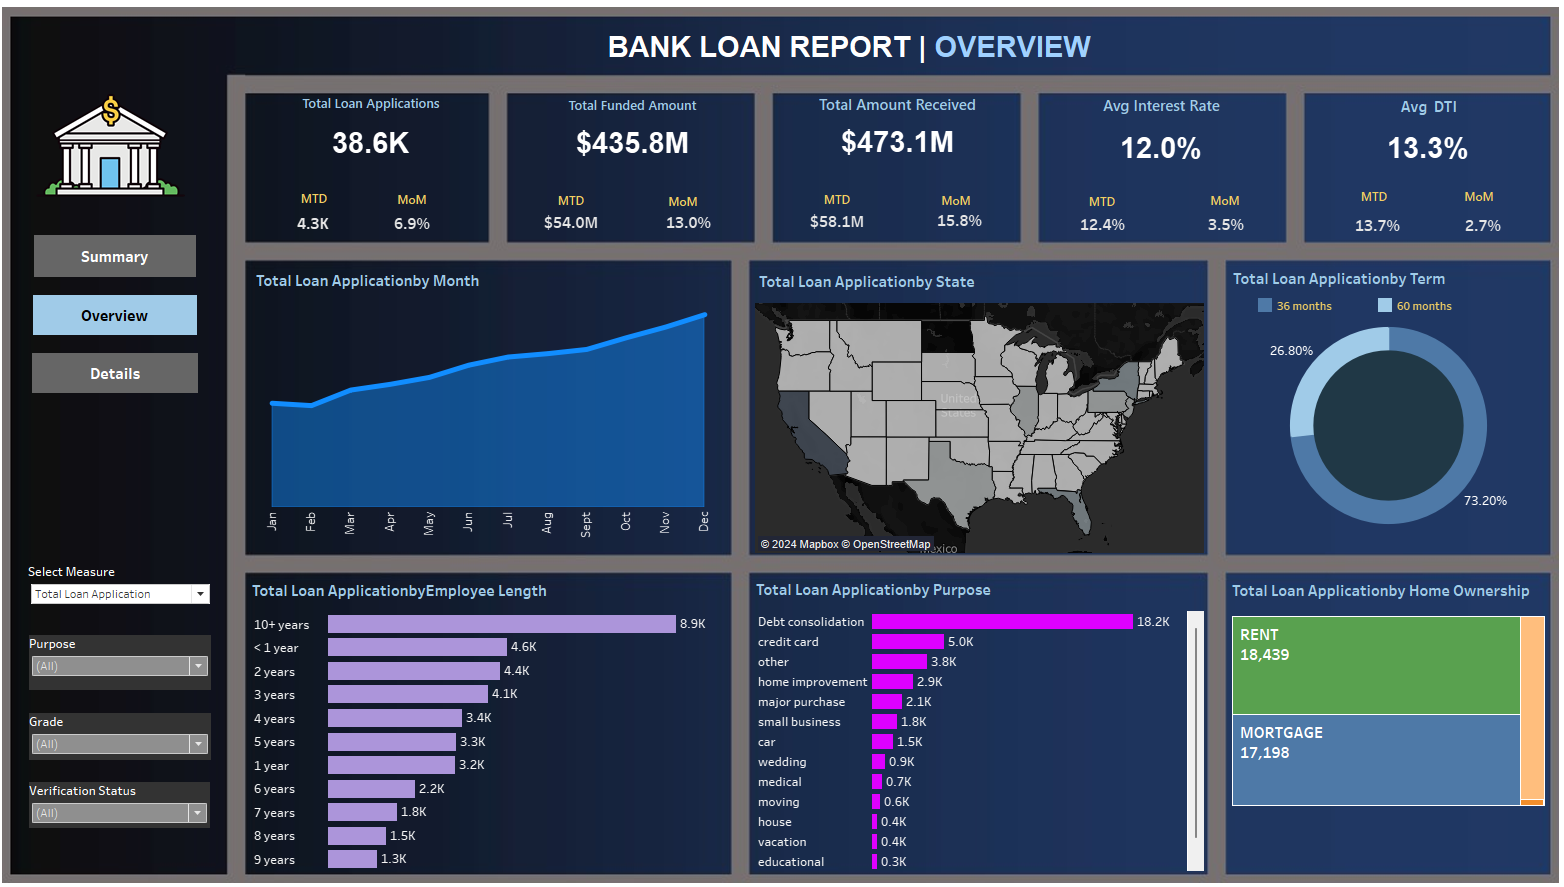 BANK LOAN REPORT | OVERVIEW
$
Summary
Overview
Details
Select Measure
Total Loan Application
Purpose
(All)
Grade
(All)
Verification Status
(All)
Total Loan Applications
38.6K
MTD MoM
4.3K 6.9%
Total Funded Amount
$435.8M
MTD MoM
$54.0M 13.0%
Total Amount Received
$473.1M
MTD MoM
$58.1M 15.8%
Avg Interest Rate
12.0%
MTD MoM
12.4% 3.5%
Avg DTI
13.3%
MTD MoM
13.7% 2.7%
Total Loan Applicationby Month
Jan Feb Mar Apr May Jun Jul Aug Sept Oct Nov Dec
Total Loan Applicationby State
United
States
Mexico
© 2024 Mapbox © OpenStreetMap
Total Loan Applicationby Term
36 months 60 months
26.80%
73.20%
Total Loan ApplicationbyEmployee Length
10+ years 8.9K
< 1 year 4.6K
2 years 4.4K
3 years 4.1K
4 years 3.4K
5 years 3.3K
1 year 3.2K
6 years 2.2K
7 years 1.8K
8 years 1.5K
9 years 1.3K
Total Loan Applicationby Purpose
Debt consolidation 18.2K
credit card 5.0K
other 3.8K
home improvement 2.9K
major purchase 2.1K
small business 1.8K
car 1.5K
wedding 0.9K
medical 0.7K
moving 0.6K
house 0.4K
vacation 0.4K
educational 0.3K
Total Loan Applicationby Home Ownership
RENT
18,439
MORTGAGE
17,198